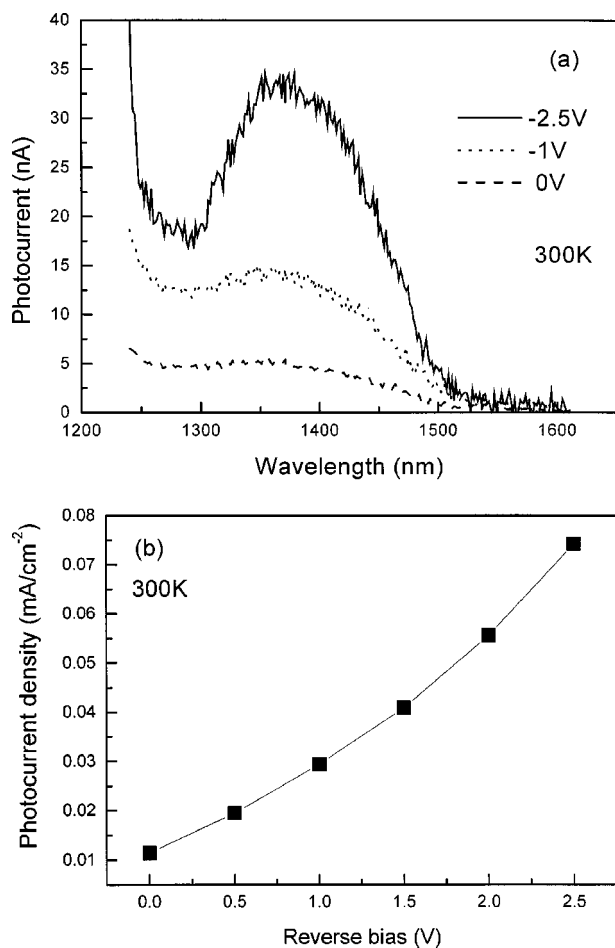 40
35
30
25
20
15
10
5
0
Photocurrent (nA)
(a)
-2.5V
-1V
0V
300K
1200 1300 1400 1500 1600
Wavelength (nm)
0.08
0.07
0.06
0.05
0.04
0.03
0.02
0.01
Photocurrent density (mA/cm⁻²)
(b)
300K
0.0 0.5 1.0 1.5 2.0 2.5
Reverse bias (V)